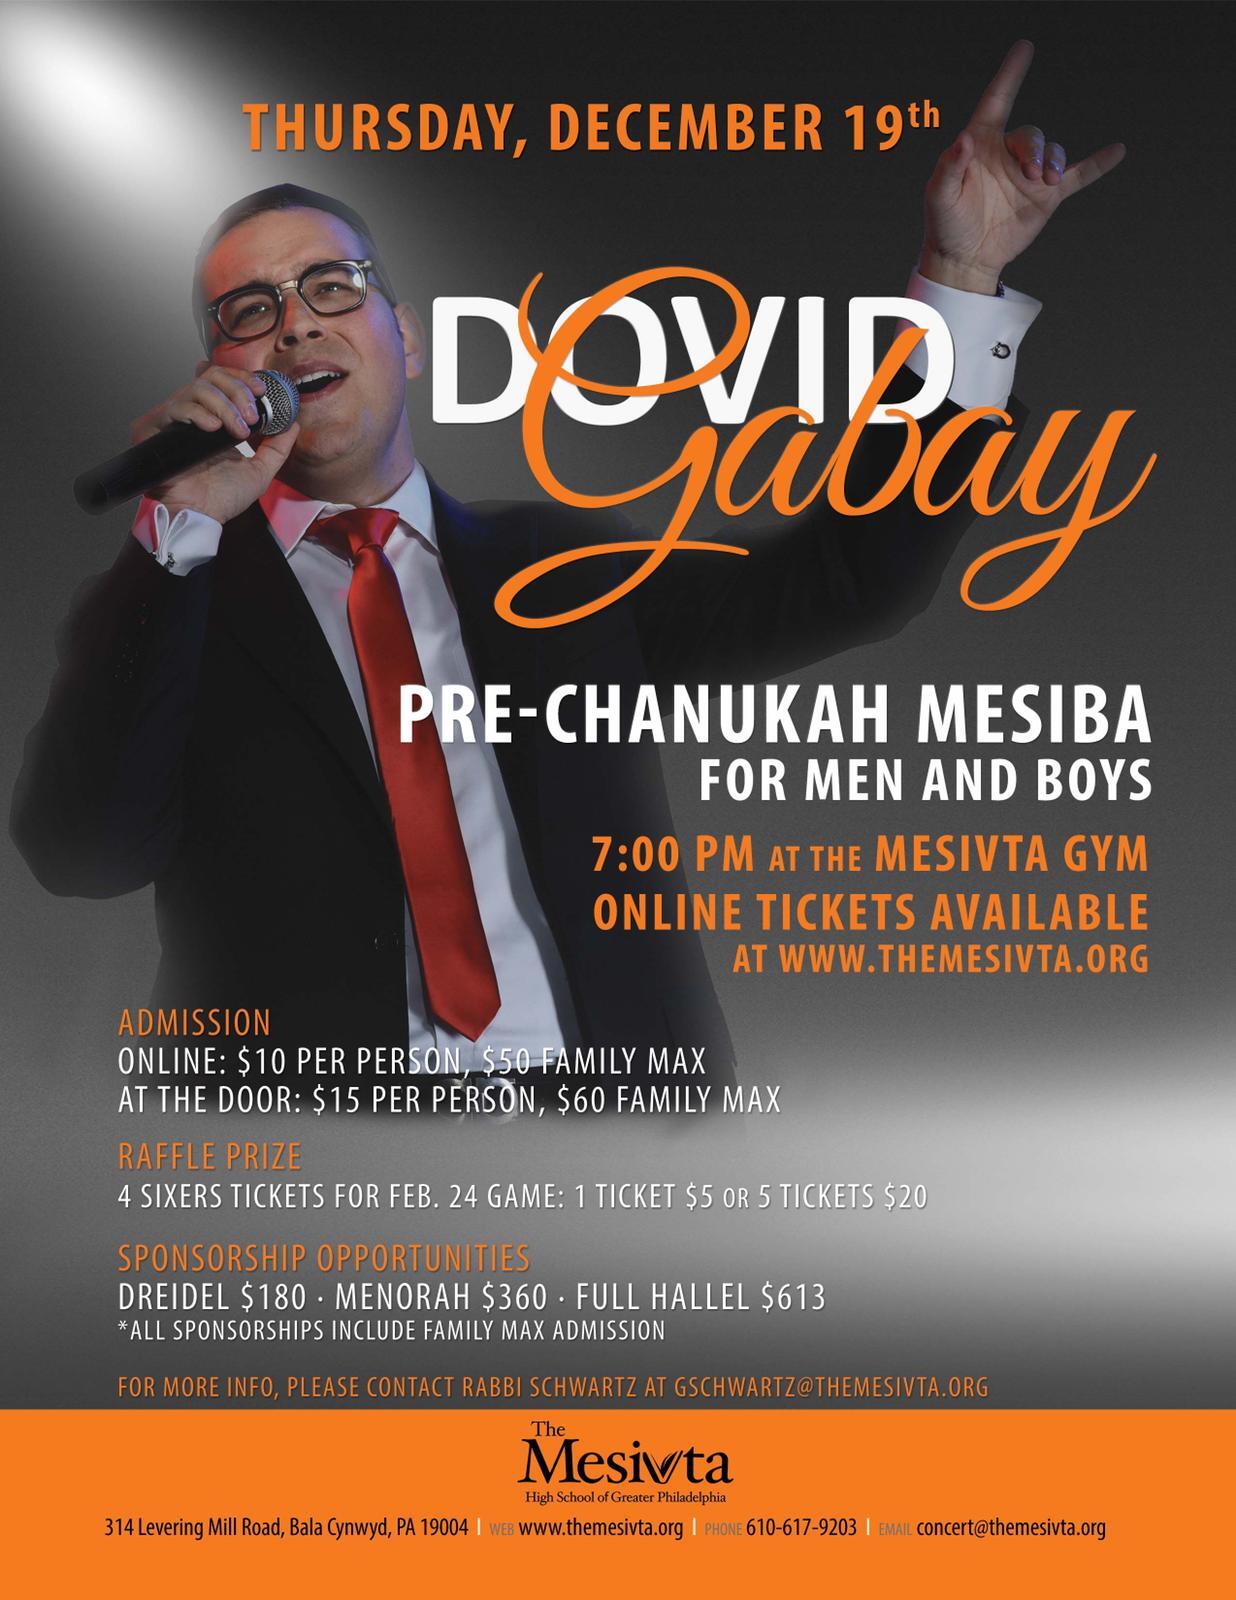 THURSDAY, DECEMBER 19th
DOVID
Gabay
PRE-CHANUKAH MESIBA
FOR MEN AND BOYS
7:00 PM AT THE MESIVTA GYM
ONLINE TICKETS AVAILABLE
AT WWW.THEMESIVTA.ORG
ADMISSION
ONLINE: $10 PER PERSON, $50 FAMILY MAX
AT THE DOOR: $15 PER PERSON, $60 FAMILY MAX
RAFFLE PRIZE
4 SIXERS TICKETS FOR FEB. 24 GAME: 1 TICKET $5 OR 5 TICKETS $20
SPONSORSHIP OPPORTUNITIES
DREIDEL $180 · MENORAH $360 · FULL HALLEL $613
*ALL SPONSORSHIPS INCLUDE FAMILY MAX ADMISSION
FOR MORE INFO, PLEASE CONTACT RABBI SCHWARTZ AT GSCHWARTZ@THEMESIVTA.ORG
The
Mesivta
High School of Greater Philadelphia
314 Levering Mill Road, Bala Cynwyd, PA 19004 | WEB www.themesivta.org | PHONE 610-617-9203 | EMAIL concert@themesivta.org